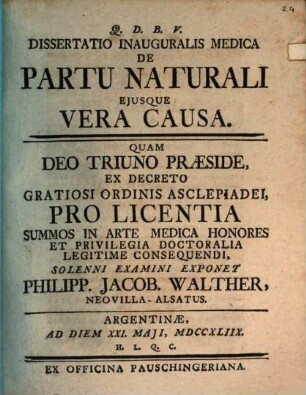 24
Q. D. B. V.
DISSERTATIO INAUGURALIS MEDICA
DE
PARTU NATURALI
EJUSQUE
VERA CAUSA.
QUAM
DEO TRIUNO PRÆSIDE,
EX DECRETO
GRATIOSI ORDINIS ASCLEPIADEI,
PRO LICENTIA
SUMMOS IN ARTE MEDICA HONORES
ET PRIVILEGIA DOCTORALIA
LEGITIME CONSEQUENDI,
SOLENNI EXAMINI EXPONET
PHILIPP. JACOB. WALTHER,
NEOVILLA-ALSATUS.
ARGENTINÆ,
AD DIEM XXI. MAJI, MDCCXLIIX.
H. L. Q. C.
EX OFFICINA PAUSCHINGERIANA.